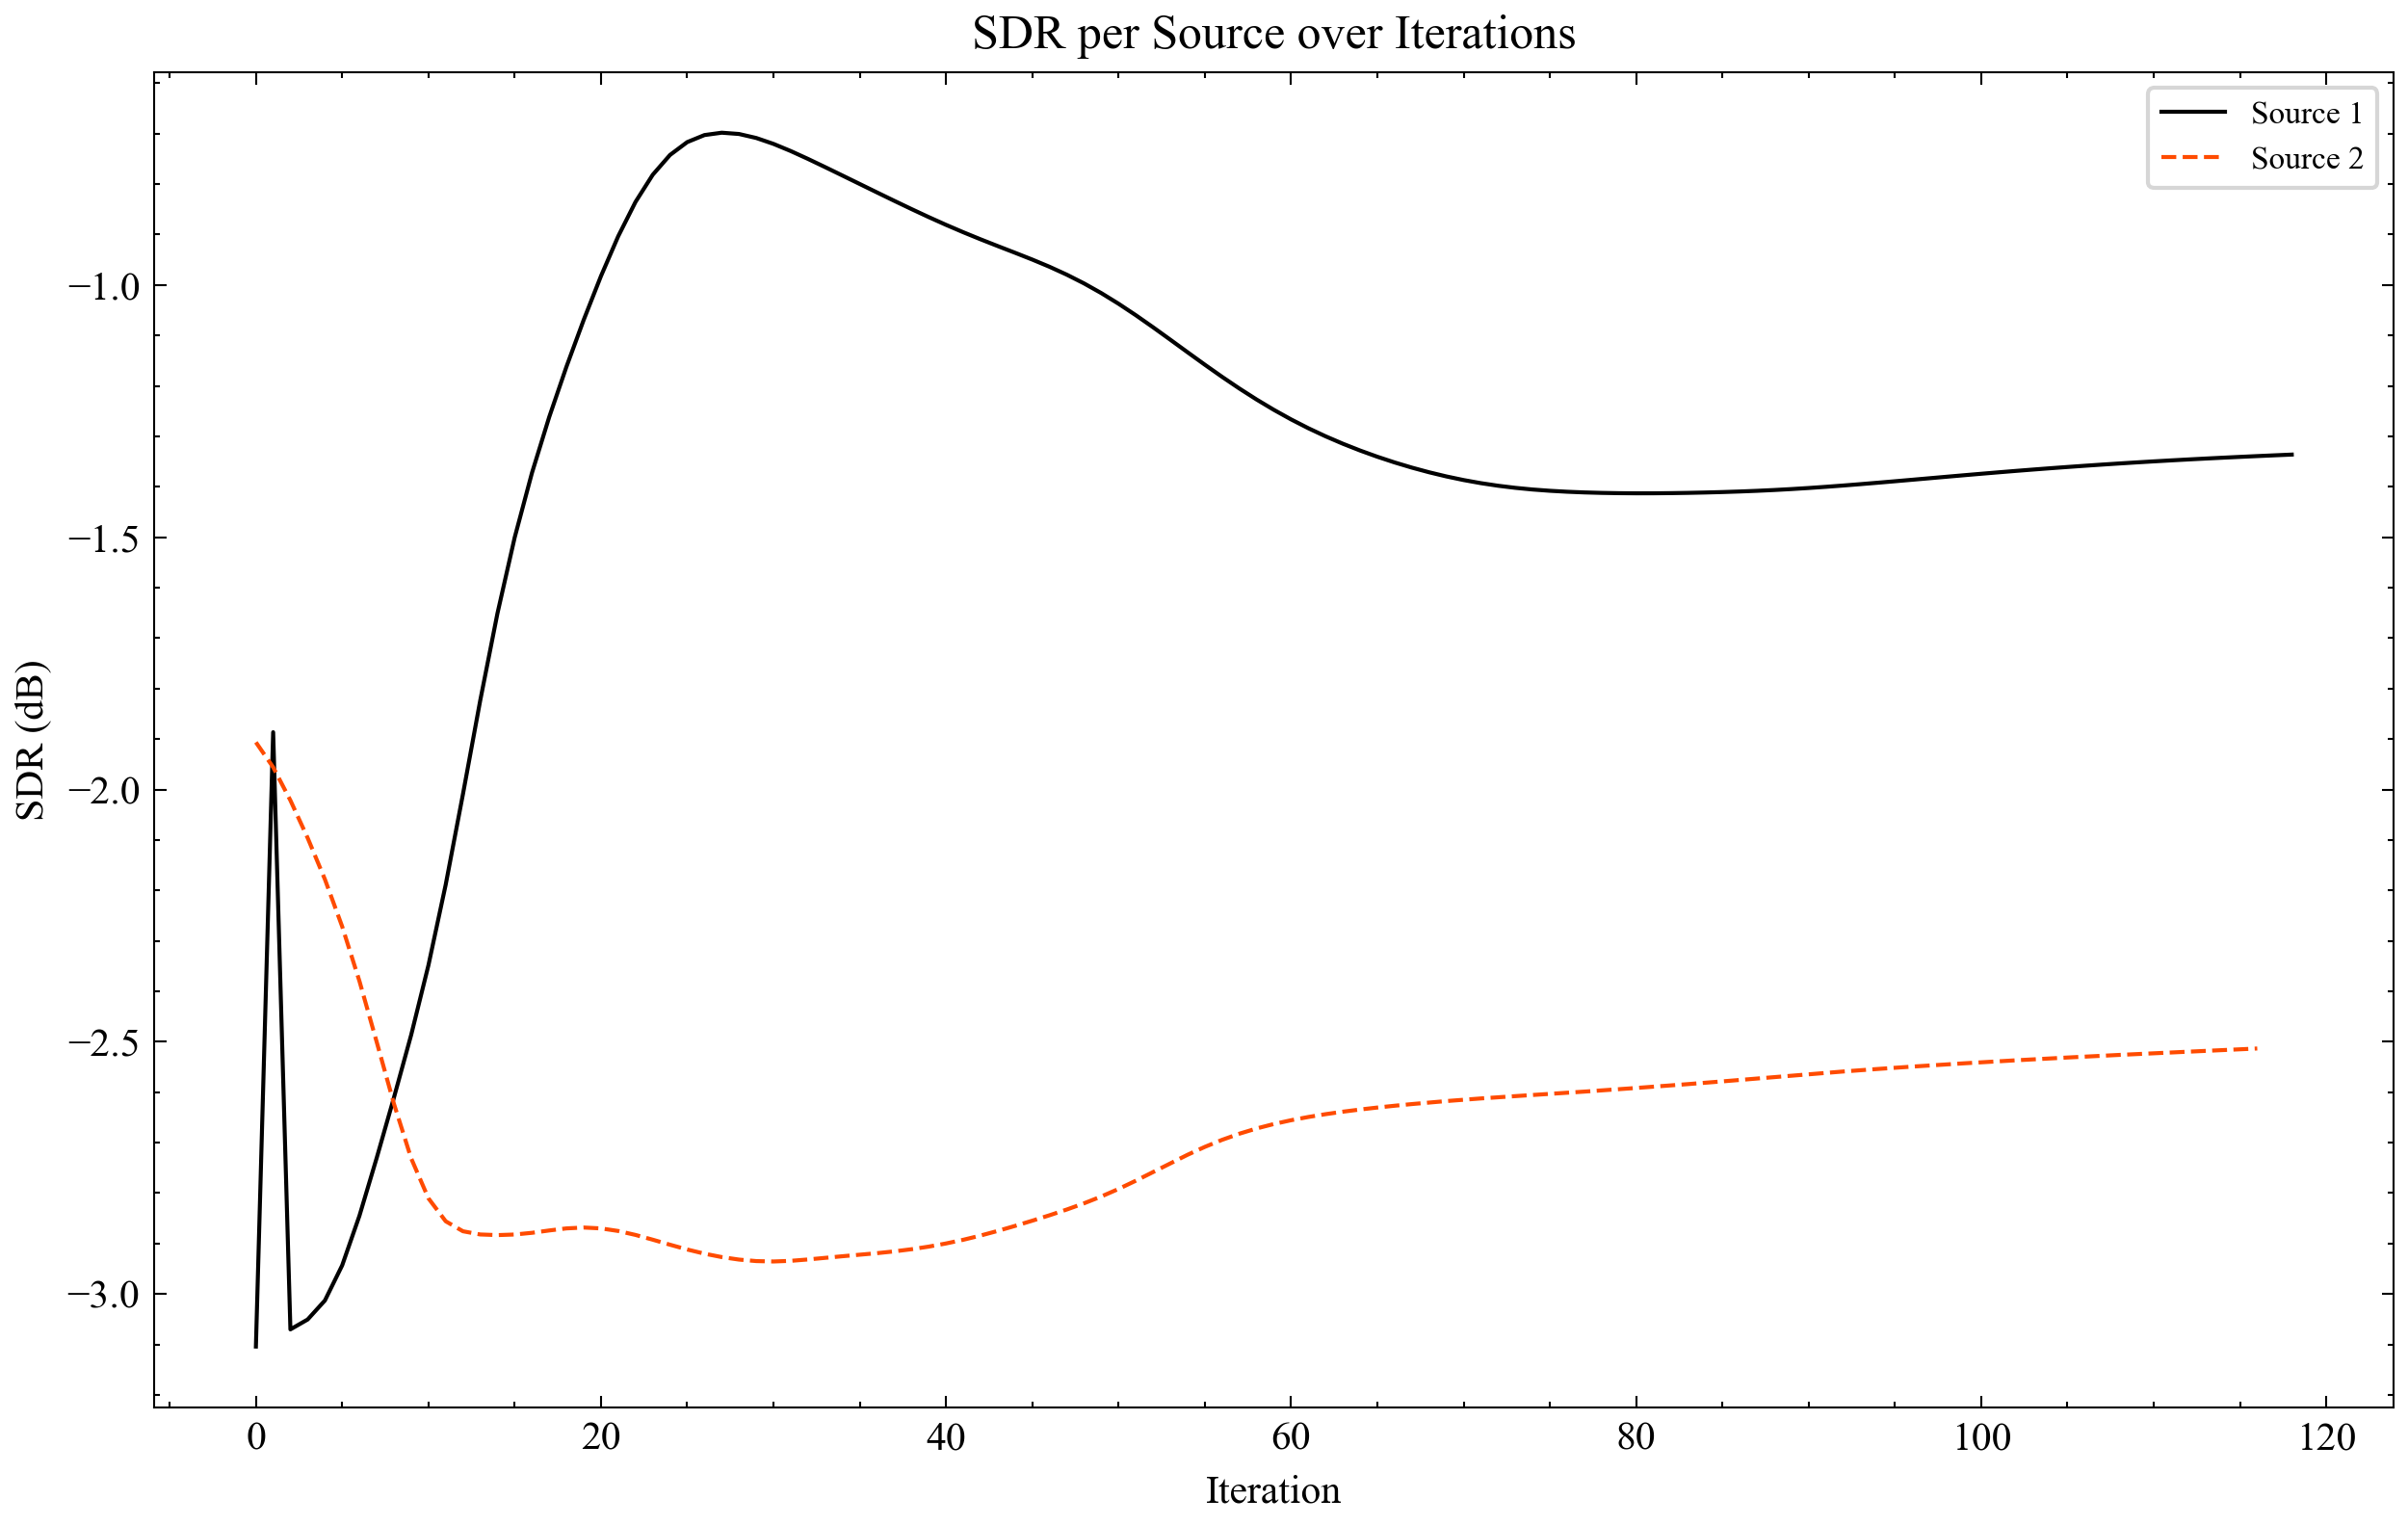 SDR per Source over Iterations
Source 1
Source 2
SDR (dB)
−1.0
−1.5
−2.0
−2.5
−3.0
0 20 40 60 80 100 120
Iteration